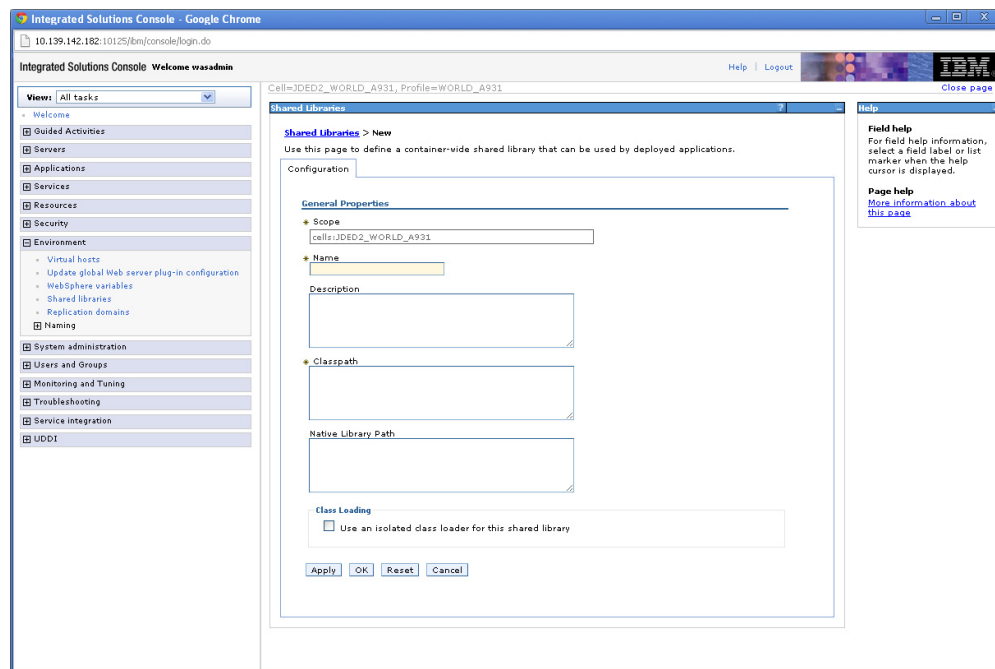 Integrated Solutions Console - Google Chrome
10.139.142.182:10125/ibm/console/login.do
Integrated Solutions Console Welcome wasadmin
Help | Logout
IBM.
View: All tasks
Welcome
Guided Activities
Servers
Applications
Services
Resources
Security
Environment
Virtual hosts
Update global Web server plug-in configuration
WebSphere variables
Shared libraries
Replication domains
Naming
System administration
Users and Groups
Monitoring and Tuning
Troubleshooting
Service integration
UDDI
Cell=JDED2_WORLD_A931, Profile=WORLD_A931
Close page
Shared Libraries ?
Shared Libraries > New
Use this page to define a container-wide shared library that can be used by deployed applications.
Configuration
General Properties
* Scope
cells:JDED2_WORLD_A931
* Name
Description
* Classpath
Native Library Path
Class Loading
Use an isolated class loader for this shared library
Apply OK Reset Cancel
Help
Field help
For field help information,
select a field label or list
marker when the help
cursor is displayed.
Page help
More information about
this page